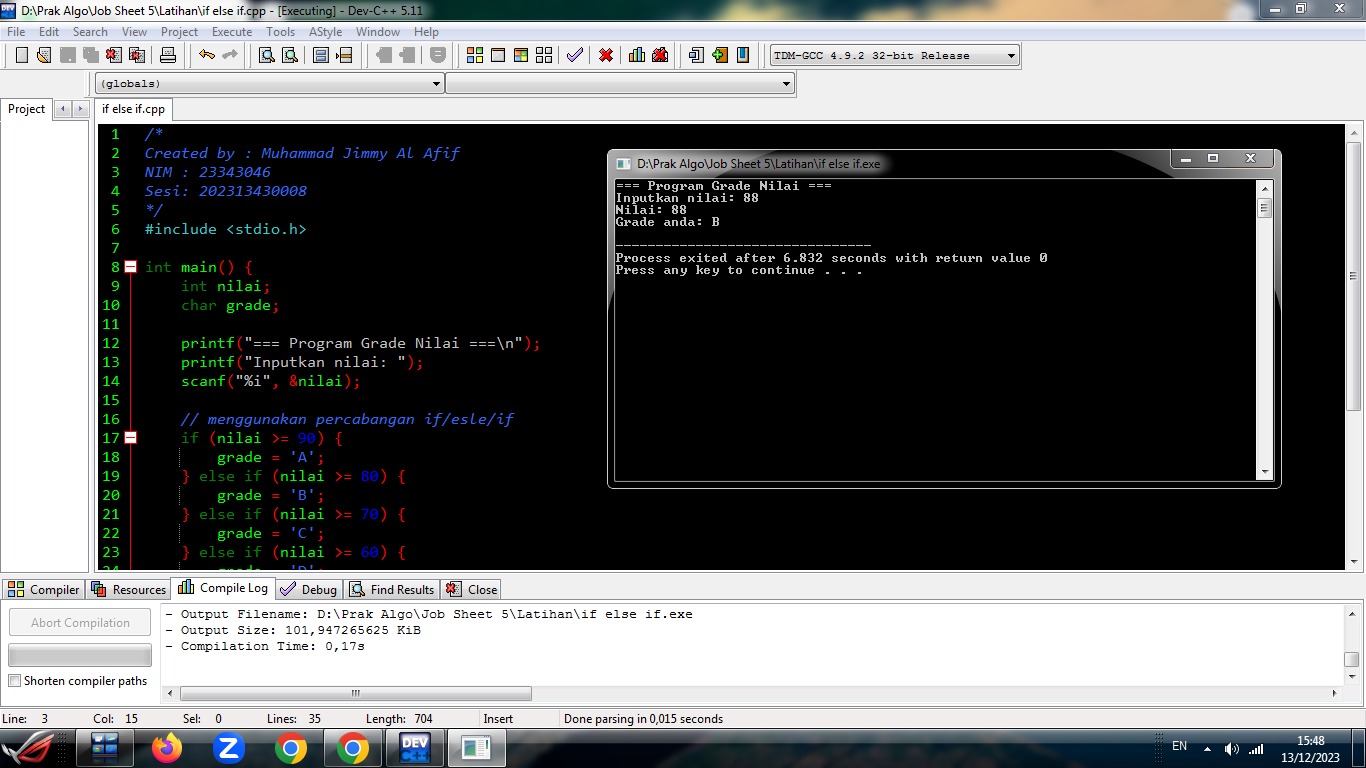 D:\Prak Algo\Job Sheet 5\Latihan\if else if.cpp - [Executing] - Dev-C++ 5.11
File Edit Search View Project Execute Tools AStyle Window Help
TDM-GCC 4.9.2 32-bit Release
(globals)
Project
if else if.cpp
1 /*
2 Created by : Muhammad Jimmy Al Afif
3 NIM : 23343046
4 Sesi: 202313430008
5 */
6 #include <stdio.h>
7
8 int main() {
9 int nilai;
10 char grade;
11
12 printf("=== Program Grade Nilai ===\n");
13 printf("Inputkan nilai: ");
14 scanf("%i", &nilai);
15
16 // menggunakan percabangan if/esle/if
17 if (nilai >= 90) {
18 grade = 'A';
19 } else if (nilai >= 80) {
20 grade = 'B';
21 } else if (nilai >= 70) {
22 grade = 'C';
23 } else if (nilai >= 60) {
24 grade = 'D';
D:\Prak Algo\Job Sheet 5\Latihan\if else if.exe
=== Program Grade Nilai ===
Inputkan nilai: 88
Nilai: 88
Grade anda: B
--------------------------------
Process exited after 6.832 seconds with return value 0
Press any key to continue . . .
Compiler Resources Compile Log Debug Find Results Close
Abort Compilation
Shorten compiler paths
- Output Filename: D:\Prak Algo\Job Sheet 5\Latihan\if else if.exe
- Output Size: 101,947265625 KiB
- Compilation Time: 0,17s
Line: 3 Col: 15 Sel: 0 Lines: 35 Length: 704 Insert Done parsing in 0,015 seconds
Z
DEV C++
EN
15:48
13/12/2023